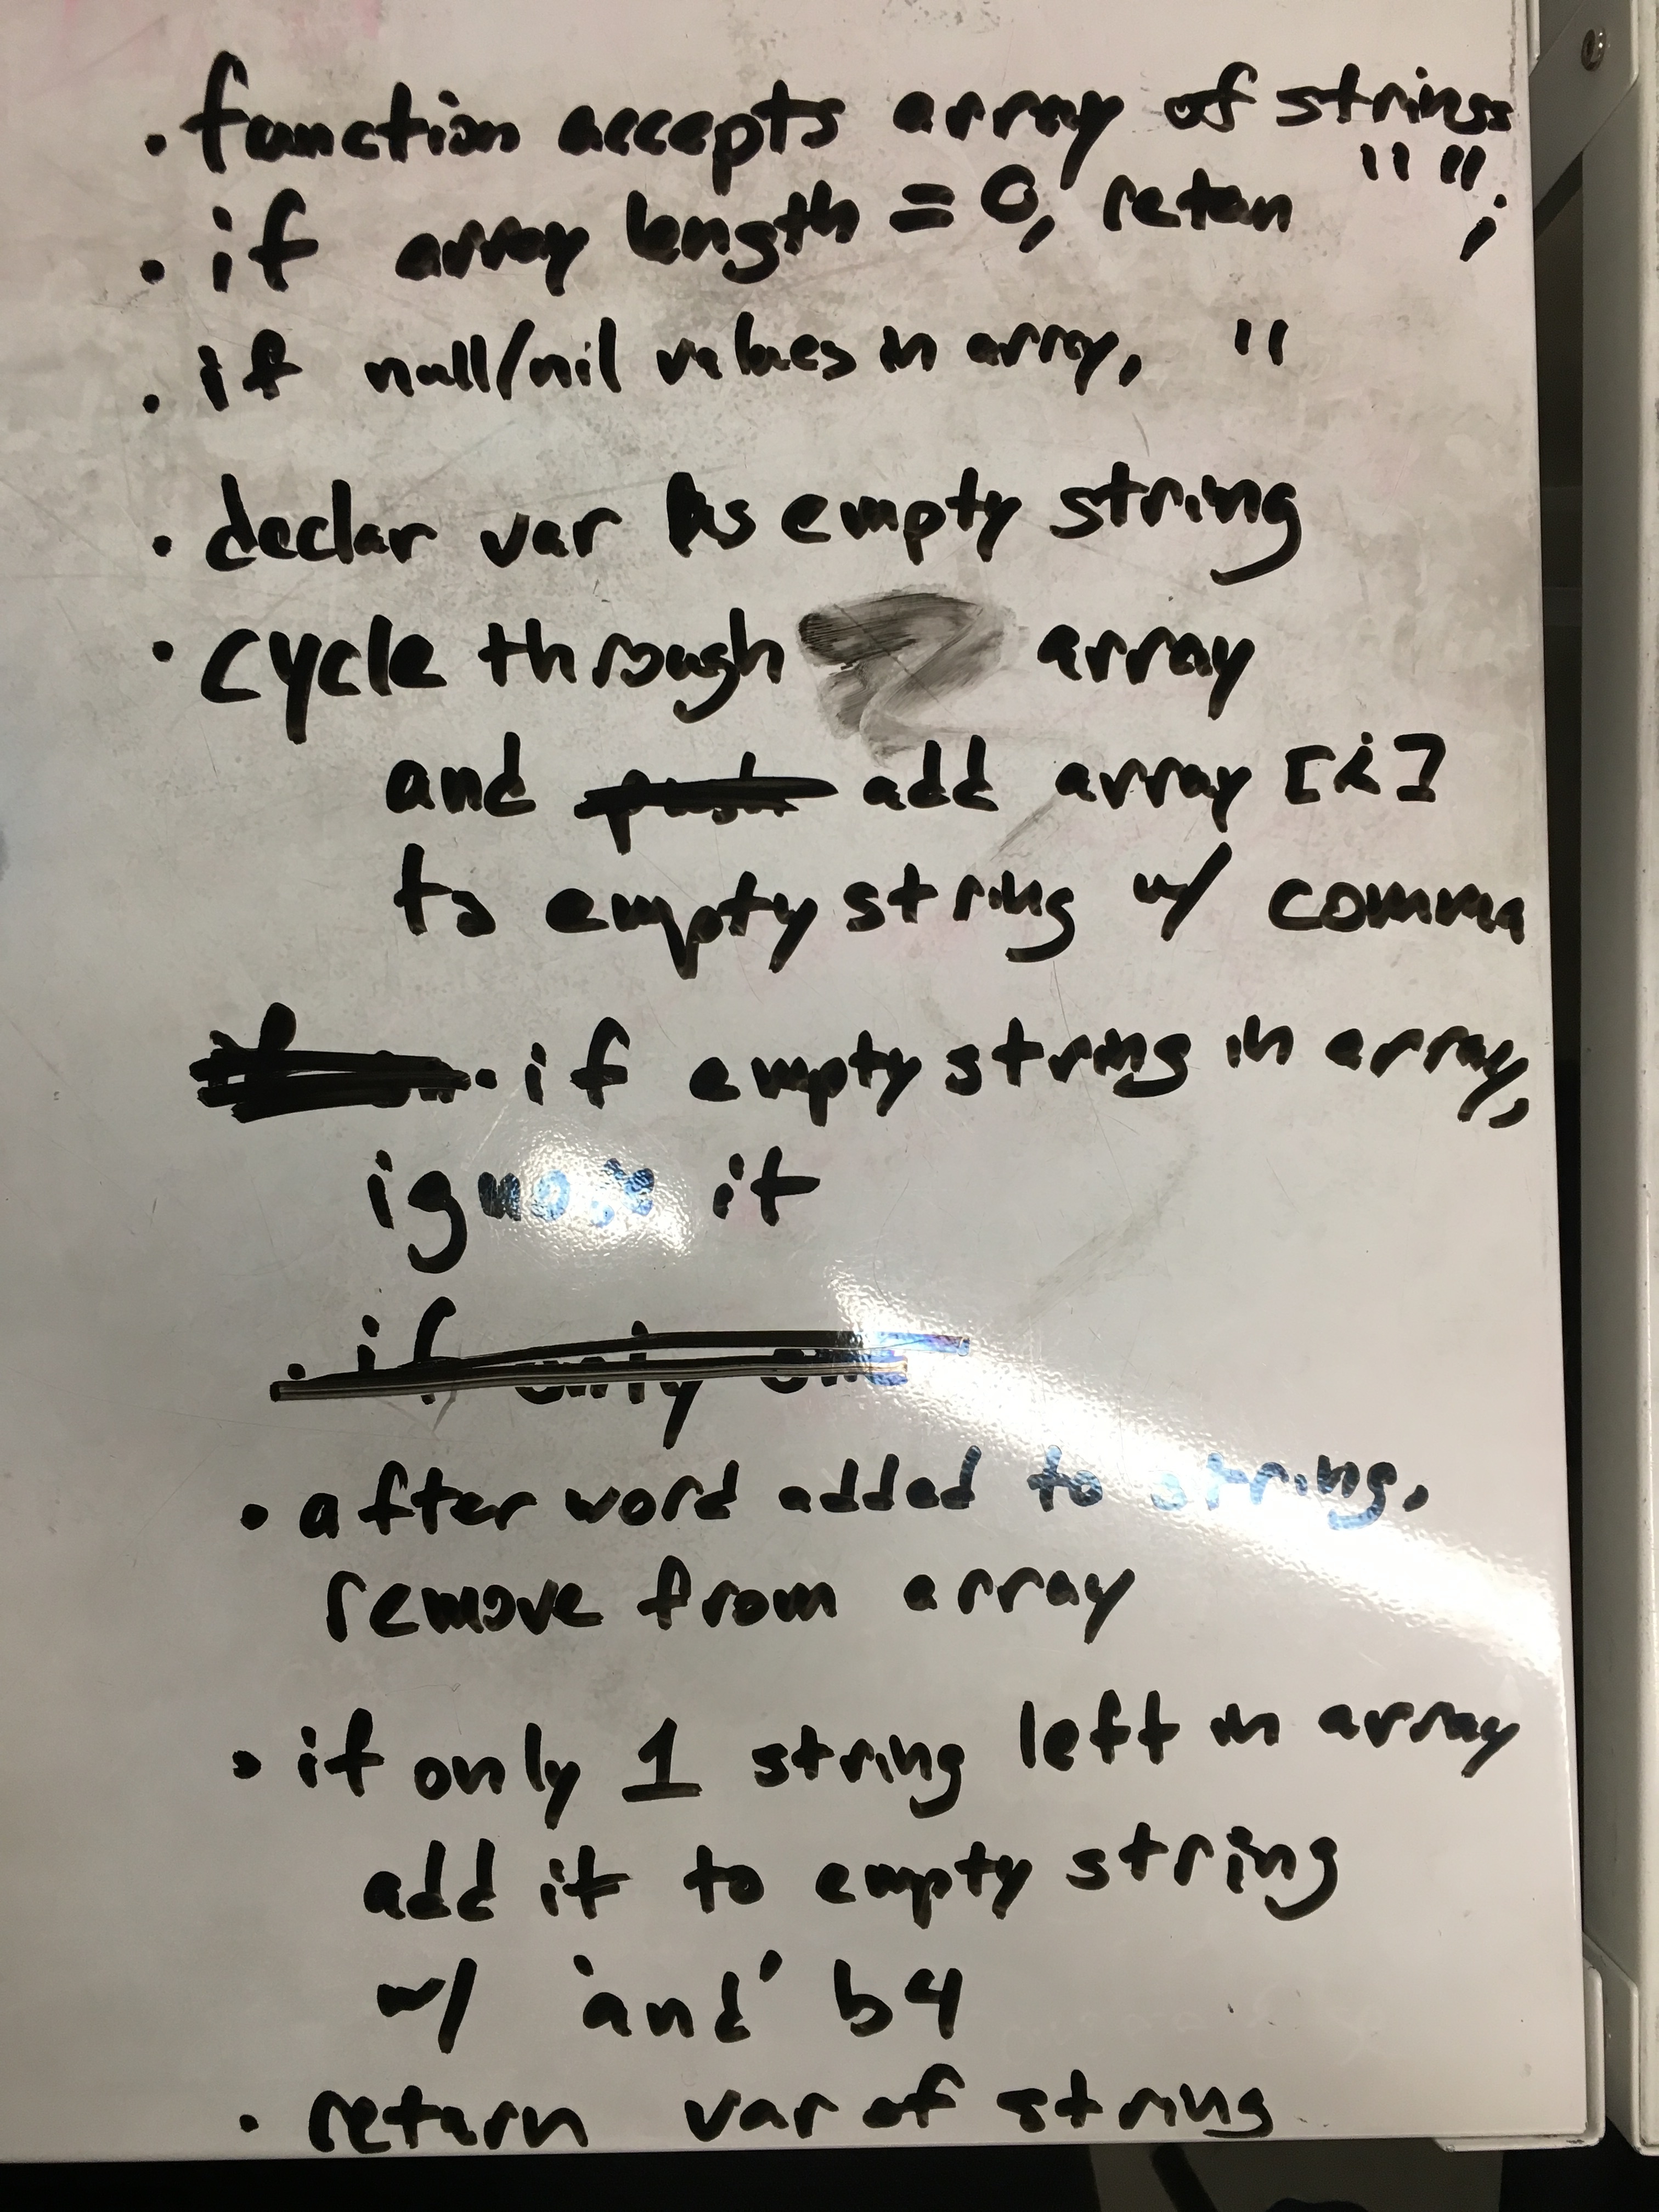 . function accepts array of strings
. if array length = 0, retun " ";
. if null/nil values in array, "
. declar var as empty string
. cycle through array
and push add array [i]
to empty string w/ comma
. if empty string in array,
ignore it
. if only one
. after word added to string,
remove from array
. if only 1 string left in array
add it to empty string
w/ 'and' b4
. return var of string